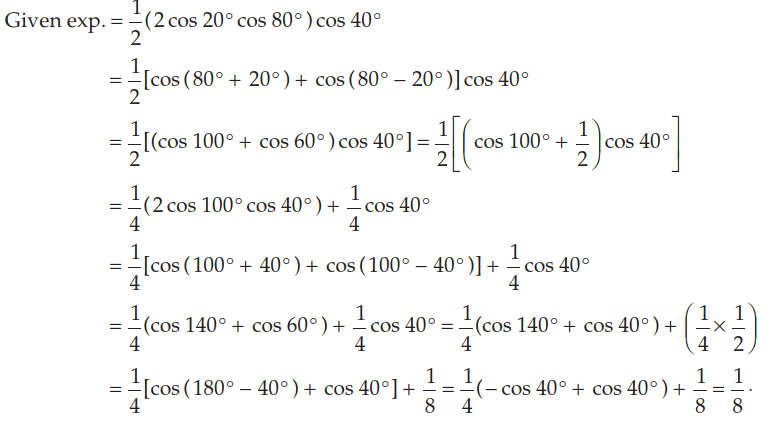 Given exp. = 1/2 (2 cos 20° cos 80°) cos 40°
= 1/2 [cos (80° + 20°) + cos (80° – 20°)] cos 40°
= 1/2 [(cos 100° + cos 60°) cos 40°] = 1/2 [(cos 100° + 1/2) cos 40°]
= 1/4 (2 cos 100° cos 40°) + 1/4 cos 40°
= 1/4 [cos (100° + 40°) + cos (100° – 40°)] + 1/4 cos 40°
= 1/4 (cos 140° + cos 60°) + 1/4 cos 40° = 1/4 (cos 140° + cos 40°) + (1/4 × 1/2)
= 1/4 [cos (180° – 40°) + cos 40°] + 1/8 = 1/4 (– cos 40° + cos 40°) + 1/8 = 1/8 ·